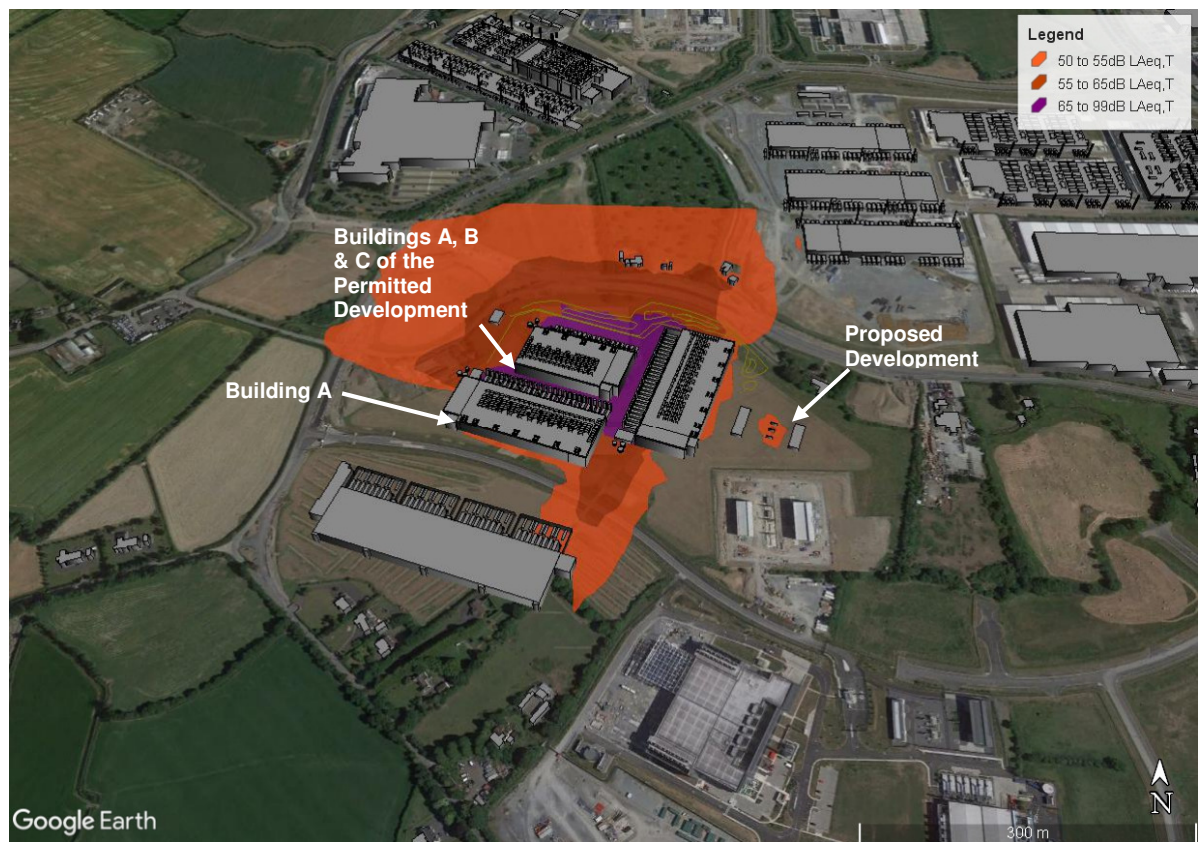 Legend
50 to 55dB LAeq,T
55 to 65dB LAeq,T
65 to 99dB LAeq,T
Buildings A, B
& C of the
Permitted
Development
Proposed
Development
Building A
N
Google Earth
300 m